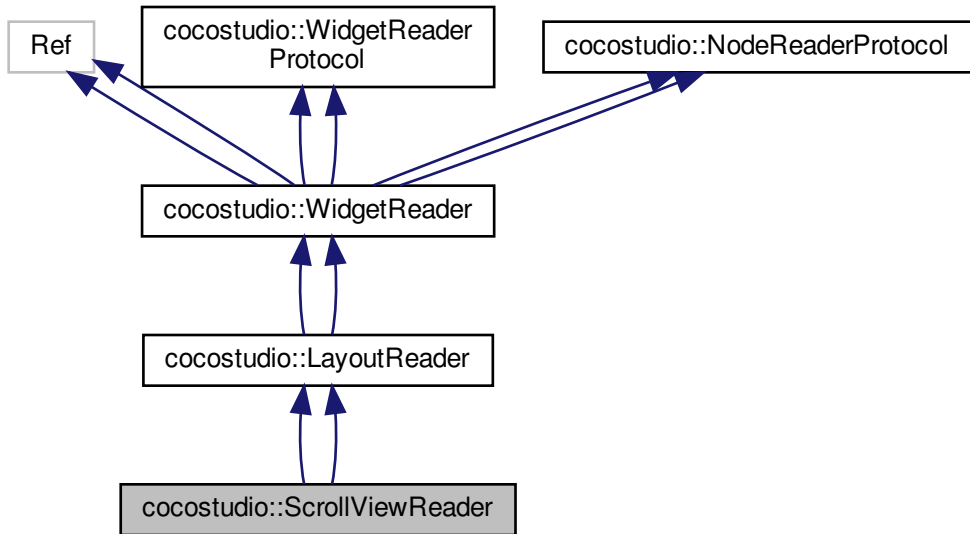 Ref
cocostudio::WidgetReader
Protocol
cocostudio::NodeReaderProtocol
cocostudio::WidgetReader
cocostudio::LayoutReader
cocostudio::ScrollViewReader